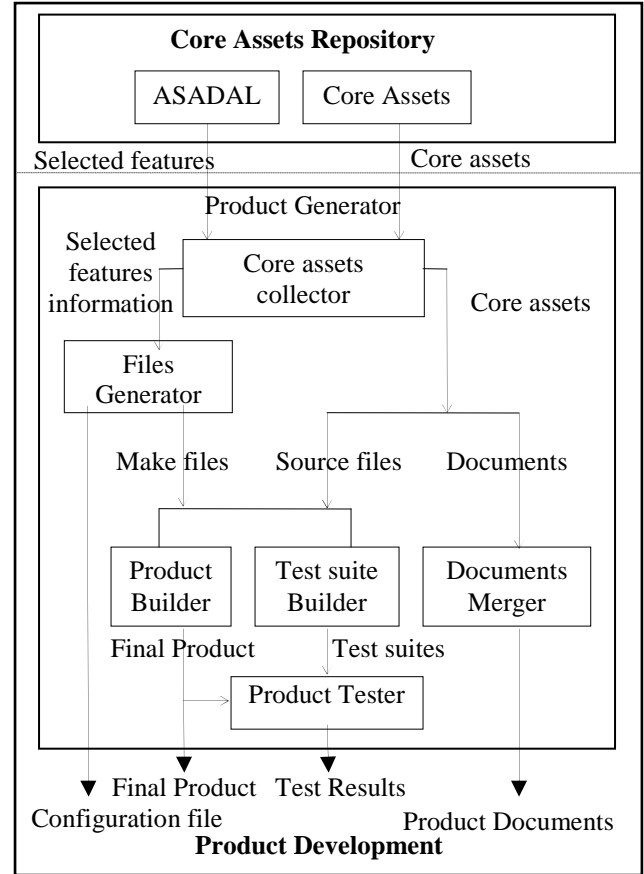 Core Assets Repository
ASADAL
Core Assets
Selected features
Core assets
Product Generator
Selected
features
information
Core assets
collector
Core assets
Files
Generator
Make files
Source files
Documents
Product
Builder
Test suite
Builder
Documents
Merger
Final Product
Test suites
Product Tester
Final Product
Test Results
Configuration file
Product Documents
Product Development